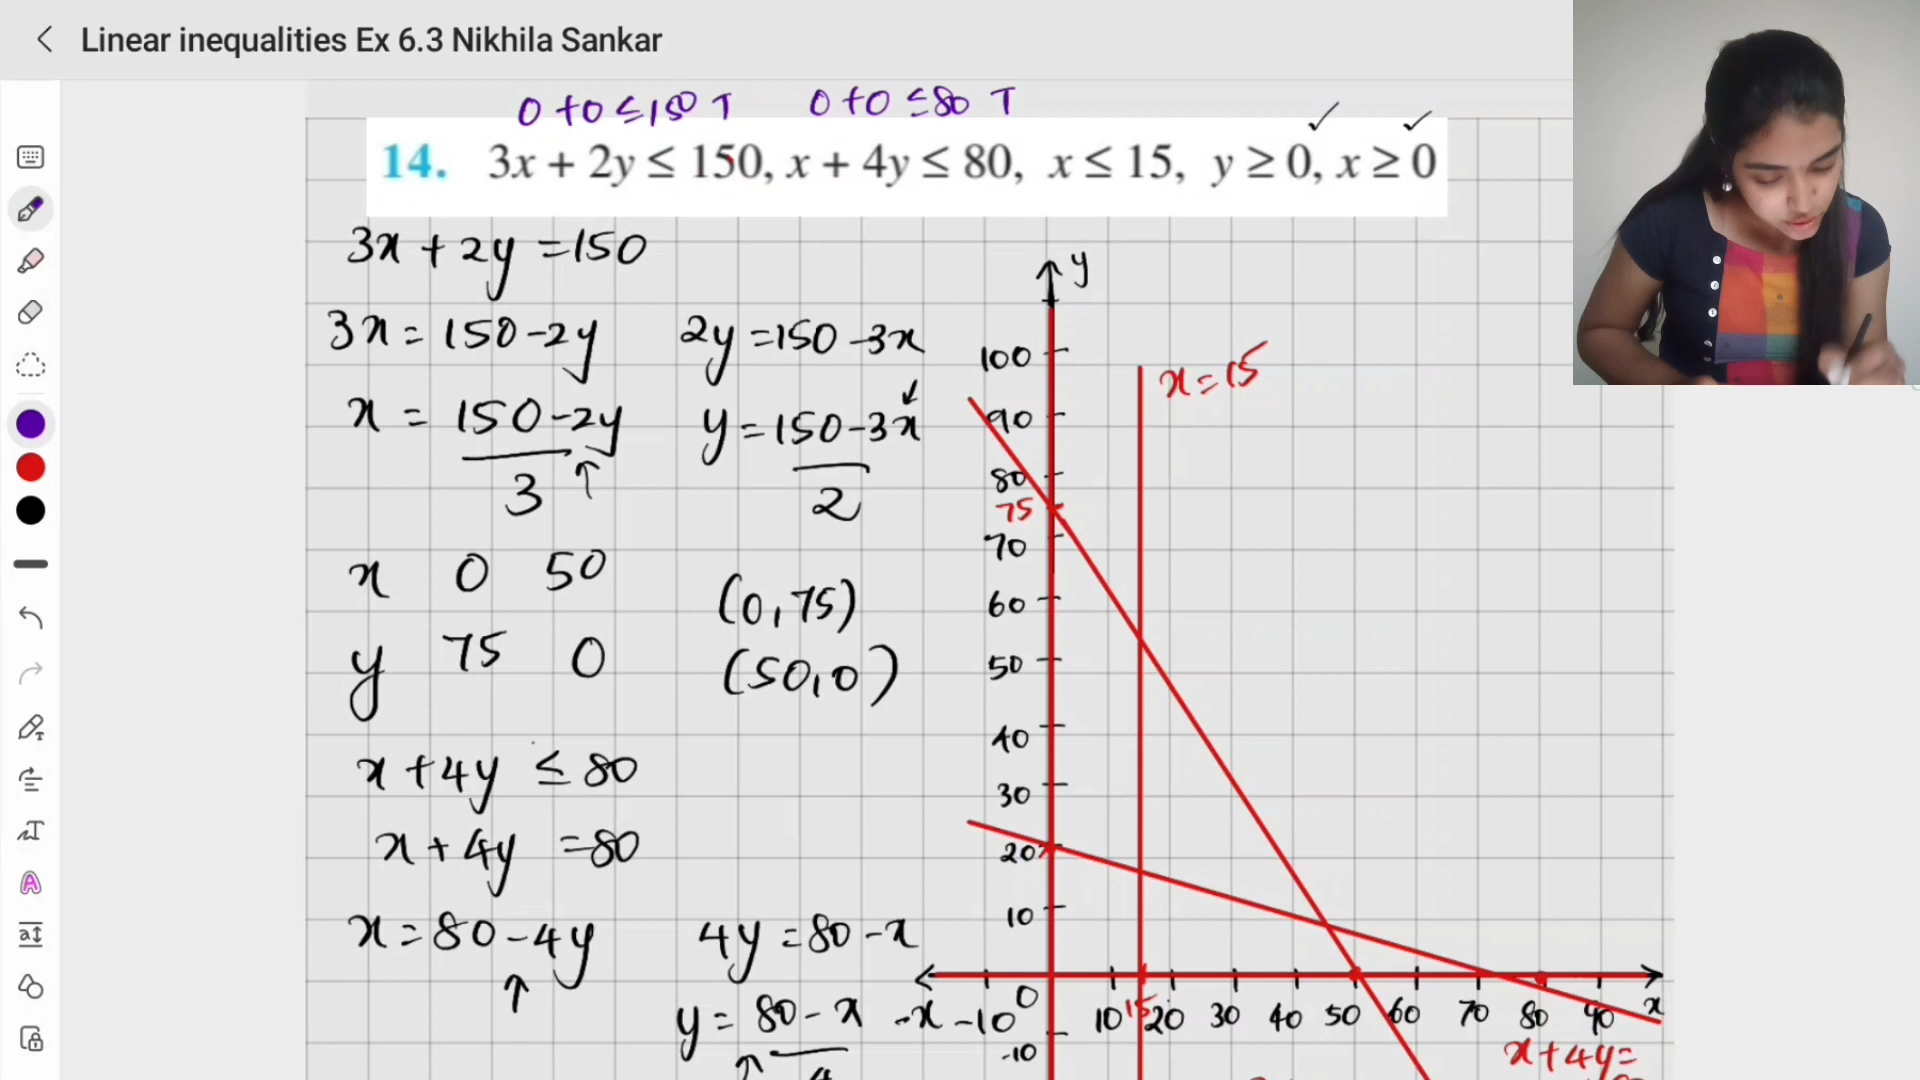 Linear inequalities Ex 6.3 Nikhila Sankar
0 + 0 ≤ 150 T 0 + 0 ≤ 80 T
14. 3x + 2y ≤ 150, x + 4y ≤ 80, x ≤ 15, y ≥ 0, x ≥ 0
3x + 2y = 150
3x = 150 - 2y 2y = 150 - 3x
x = 150 - 2y y = 150 - 3x
3 2
x 0 50 (0, 75)
y 75 0 (50, 0)
x + 4y ≤ 80
x + 4y = 80
x = 80 - 4y 4y = 80 - x
y = 80 - x
4
y
100
x = 15
90
80
75
70
60
50
40
30
20
10
0
-x -10 10 15 20 30 40 50 60 70 80 90 x
-10
x + 4y =